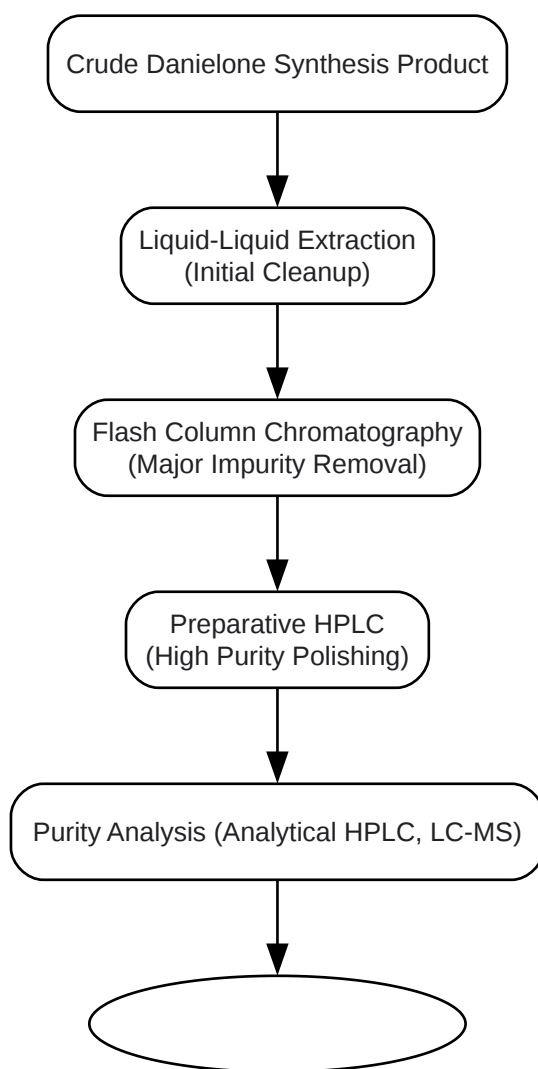 Crude Danielone Synthesis Product
Liquid-Liquid Extraction
(Initial Cleanup)
Flash Column Chromatography
(Major Impurity Removal)
Preparative HPLC
(High Purity Polishing)
Purity Analysis (Analytical HPLC, LC-MS)